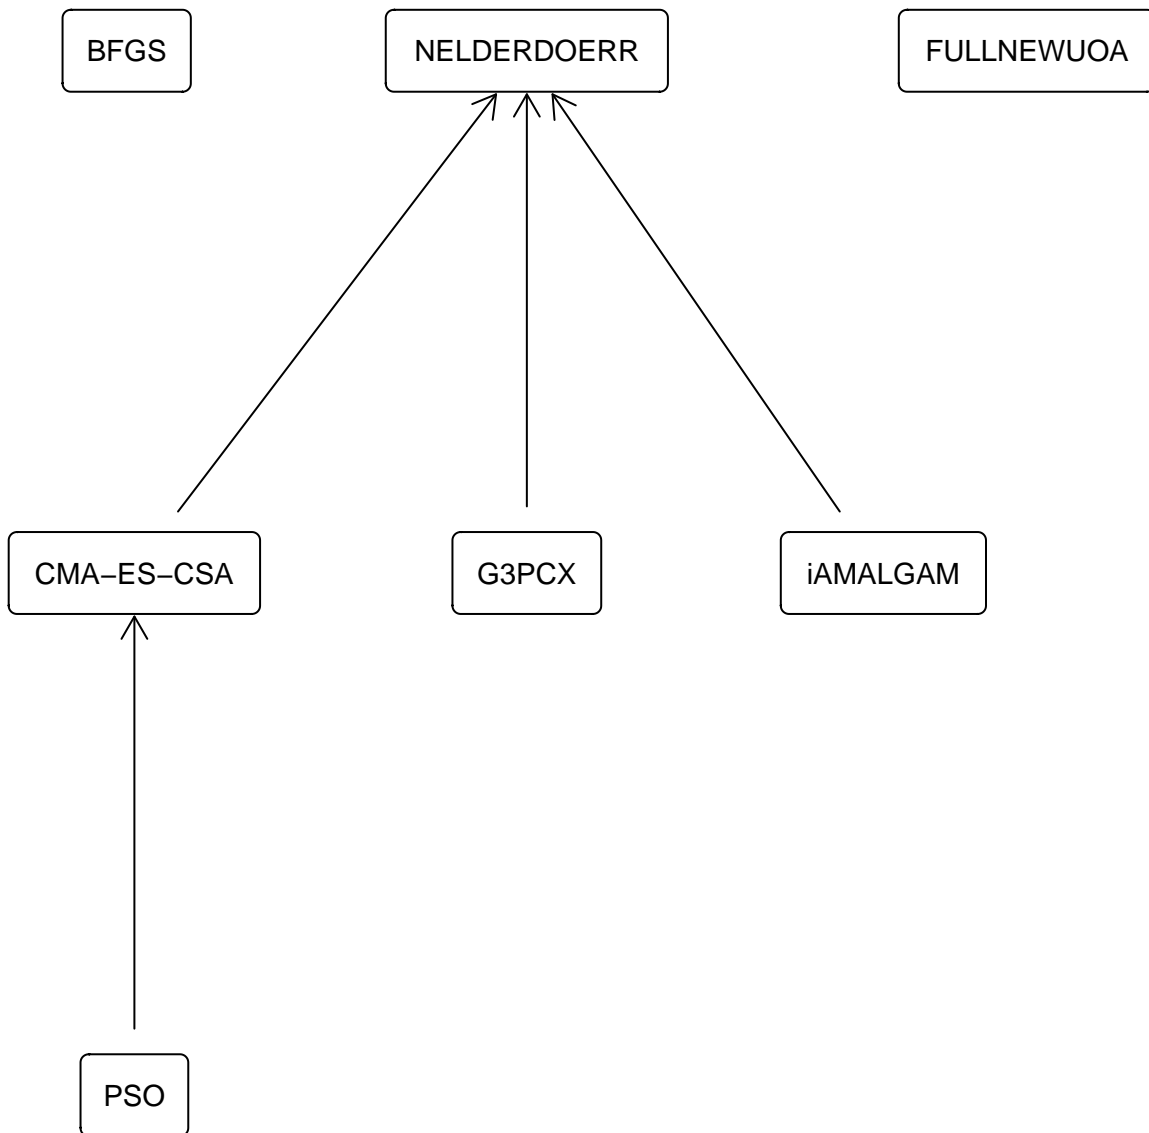 BFGS
NELDERDOERR
FULLNEWUOA
CMA−ES−CSA
G3PCX
iAMALGAM
PSO